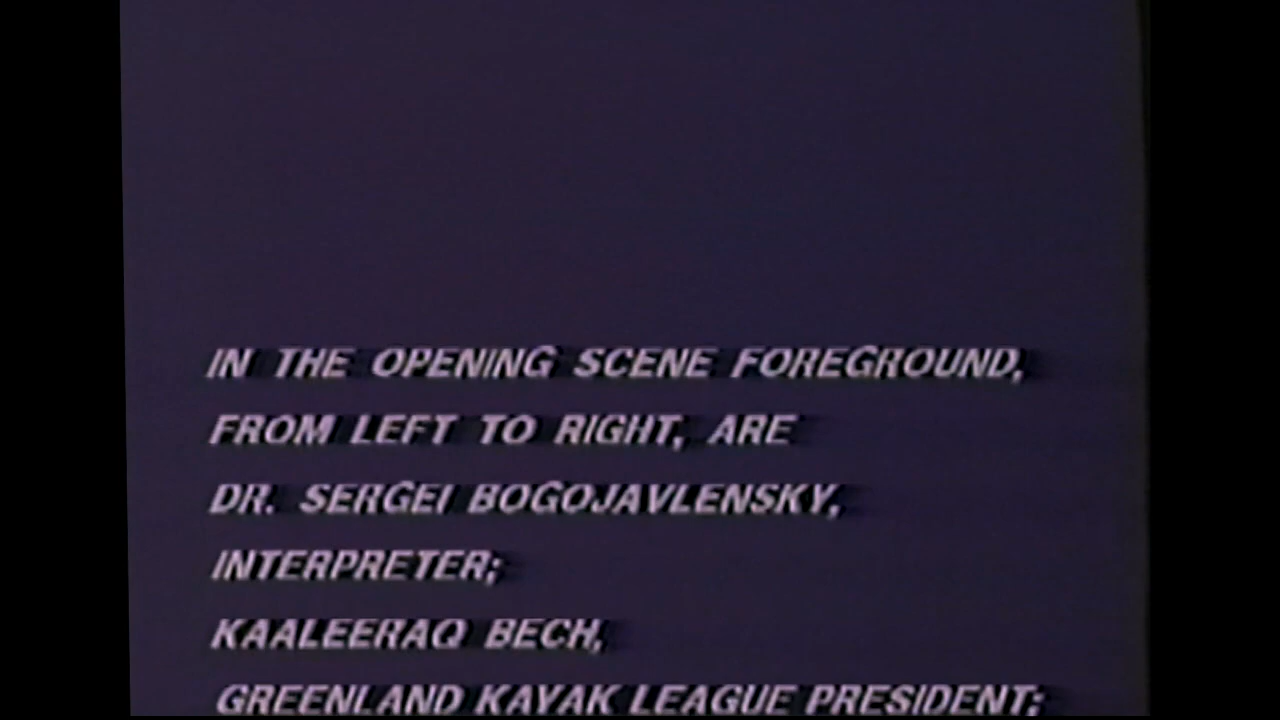 IN THE OPENING SCENE FOREGROUND,
FROM LEFT TO RIGHT, ARE
DR. SERGEI BOGOJAVLENSKY,
INTERPRETER;
KAALEERAQ BECH,
GREENLAND KAYAK LEAGUE PRESIDENT;